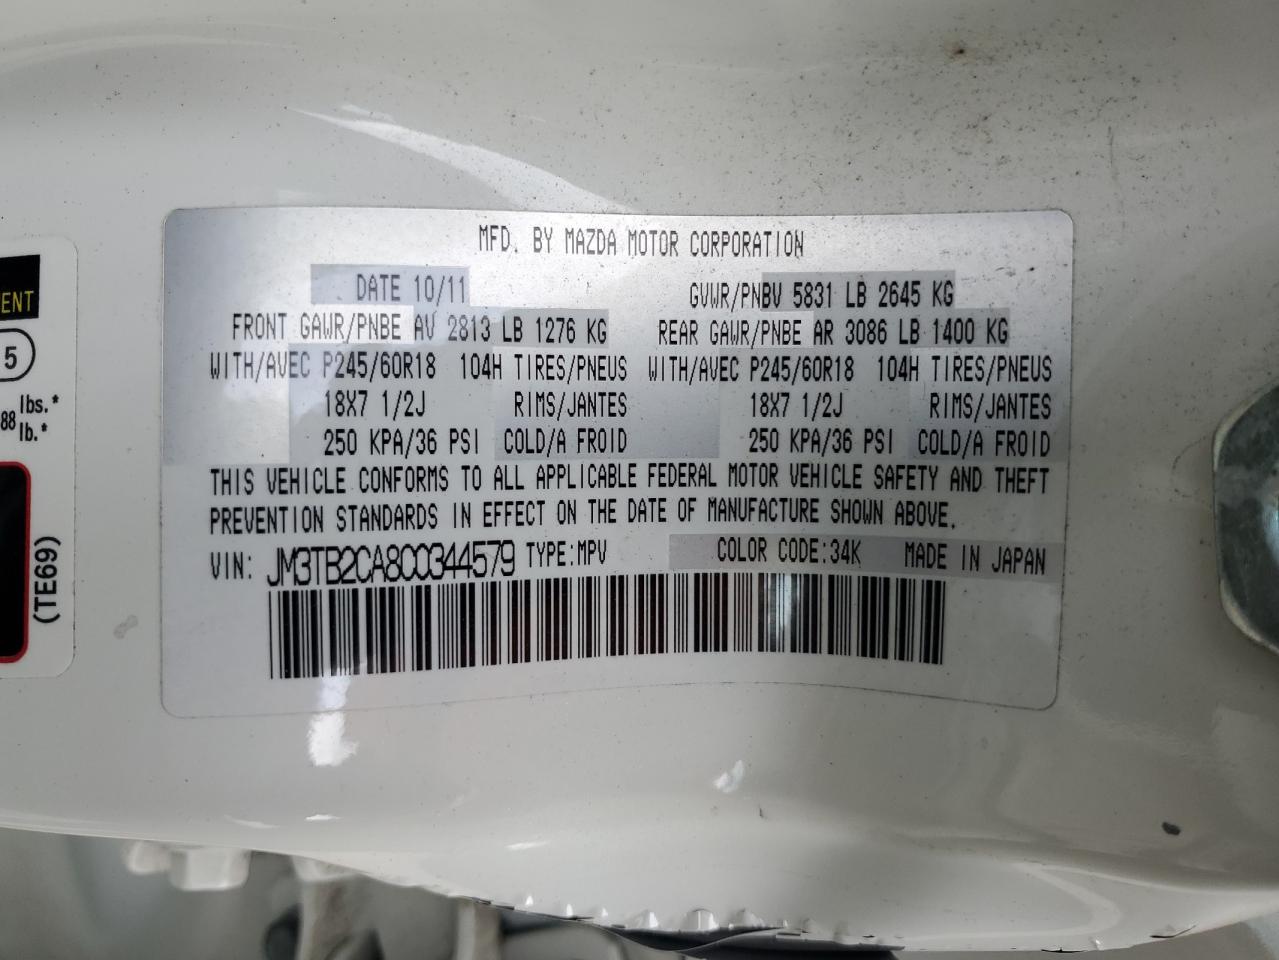 MFD. BY MAZDA MOTOR CORPORATION
DATE 10/11 GVWR/PNBV 5831 LB 2645 KG
FRONT GAWR/PNBE AV 2813 LB 1276 KG REAR GAWR/PNBE AR 3086 LB 1400 KG
WITH/AVEC P245/60R18 104H TIRES/PNEUS WITH/AVEC P245/60R18 104H TIRES/PNEUS
18X7 1/2J RIMS/JANTES 18X7 1/2J RIMS/JANTES
250 KPA/36 PSI COLD/A FROID 250 KPA/36 PSI COLD/A FROID
THIS VEHICLE CONFORMS TO ALL APPLICABLE FEDERAL MOTOR VEHICLE SAFETY AND THEFT
PREVENTION STANDARDS IN EFFECT ON THE DATE OF MANUFACTURE SHOWN ABOVE.
VIN: JM3TB2CA8C0344579 TYPE:MPV COLOR CODE:34K MADE IN JAPAN
ENT
5
88 lbs.*
lb.*
(TE69)